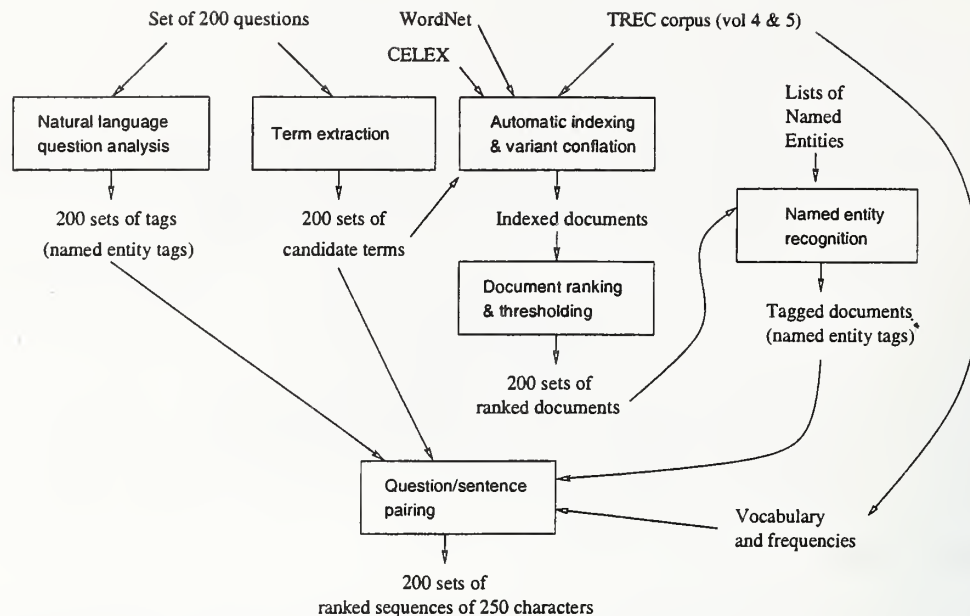 Set of 200 questions
WordNet
TREC corpus (vol 4 & 5)
CELEX
Lists of
Named
Entities
Natural language
question analysis
Term extraction
Automatic indexing
& variant conflation
200 sets of tags
(named entity tags)
200 sets of
candidate terms
Indexed documents
Named entity
recognition
Document ranking
& thresholding
Tagged documents
(named entity tags)
200 sets of
ranked documents
Question/sentence
pairing
Vocabulary
and frequencies
200 sets of
ranked sequences of 250 characters